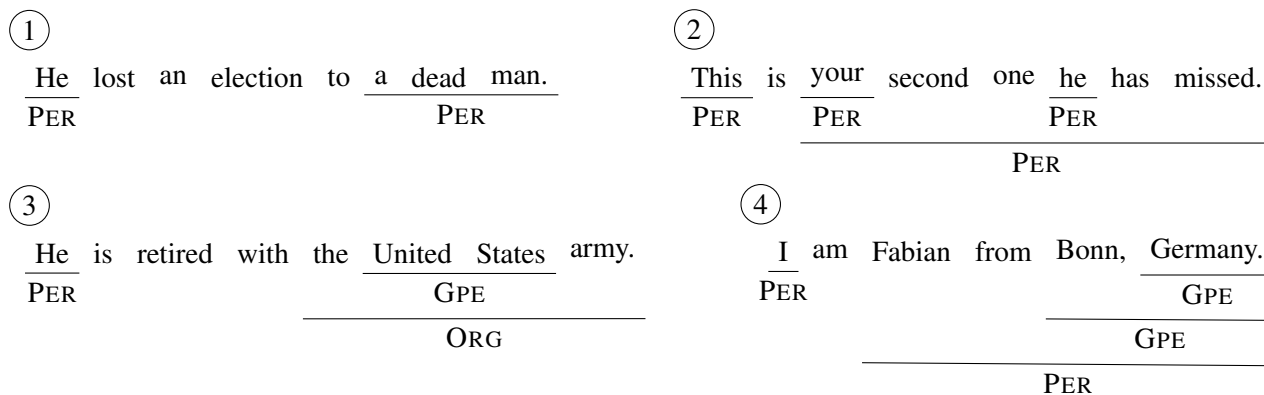 1
He lost an election to a dead man.
PER PER
2
This is your second one he has missed.
PER PER PER
PER
3
He is retired with the United States army.
PER GPE
ORG
4
I am Fabian from Bonn, Germany.
PER GPE
GPE
PER